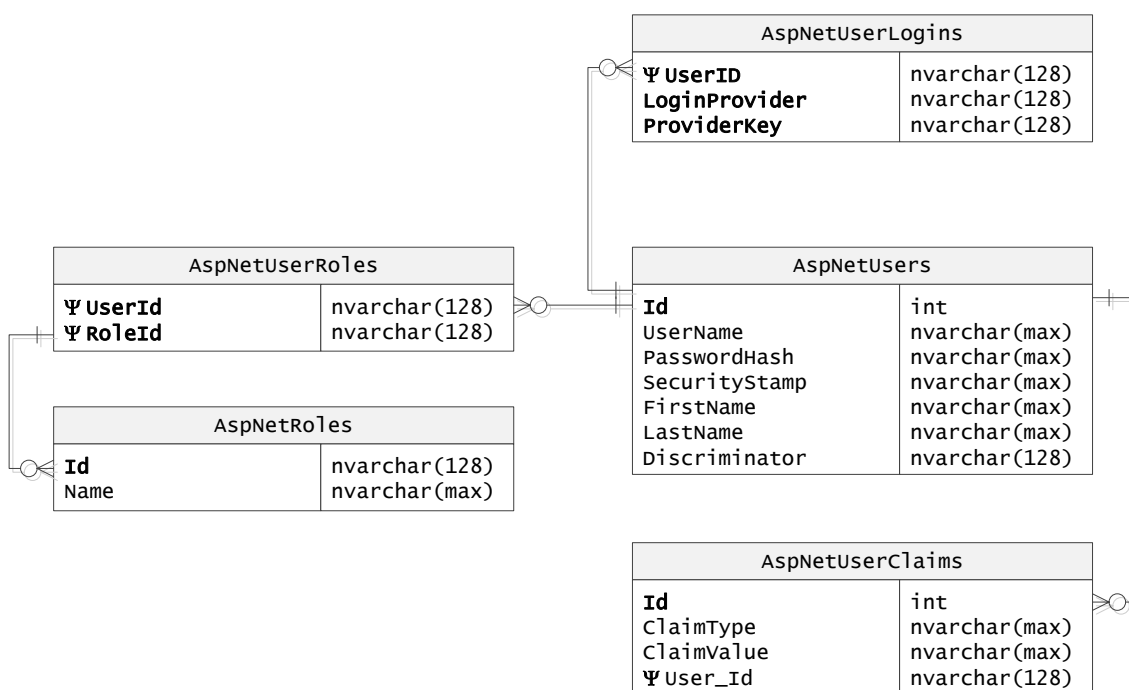 AspNetUserLogins
Ψ UserID nvarchar(128)
LoginProvider nvarchar(128)
ProviderKey nvarchar(128)
AspNetUserRoles
Ψ UserId nvarchar(128)
Ψ RoleId nvarchar(128)
AspNetUsers
Id int
UserName nvarchar(max)
PasswordHash nvarchar(max)
SecurityStamp nvarchar(max)
FirstName nvarchar(max)
LastName nvarchar(max)
Discriminator nvarchar(128)
AspNetRoles
Id nvarchar(128)
Name nvarchar(max)
AspNetUserClaims
Id int
ClaimType nvarchar(max)
ClaimValue nvarchar(max)
Ψ User_Id nvarchar(128)